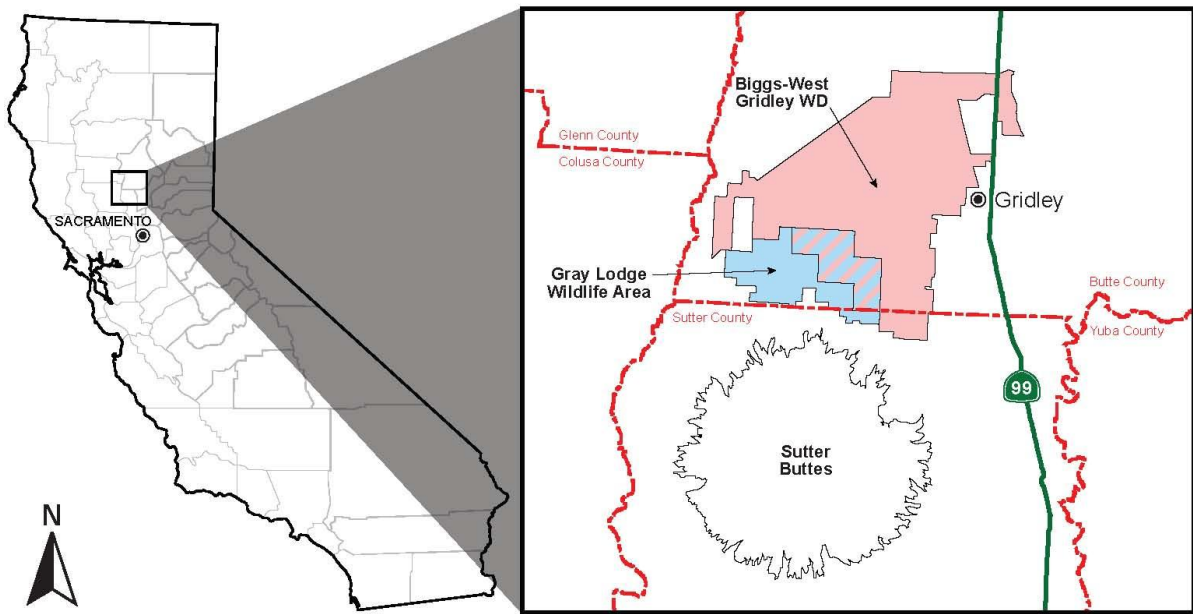 SACRAMENTO
N
Biggs-West
Gridley WD
Glenn County
Colusa County
Gridley
Gray Lodge
Wildlife Area
Butte County
Sutter County
Yuba County
99
Sutter
Buttes